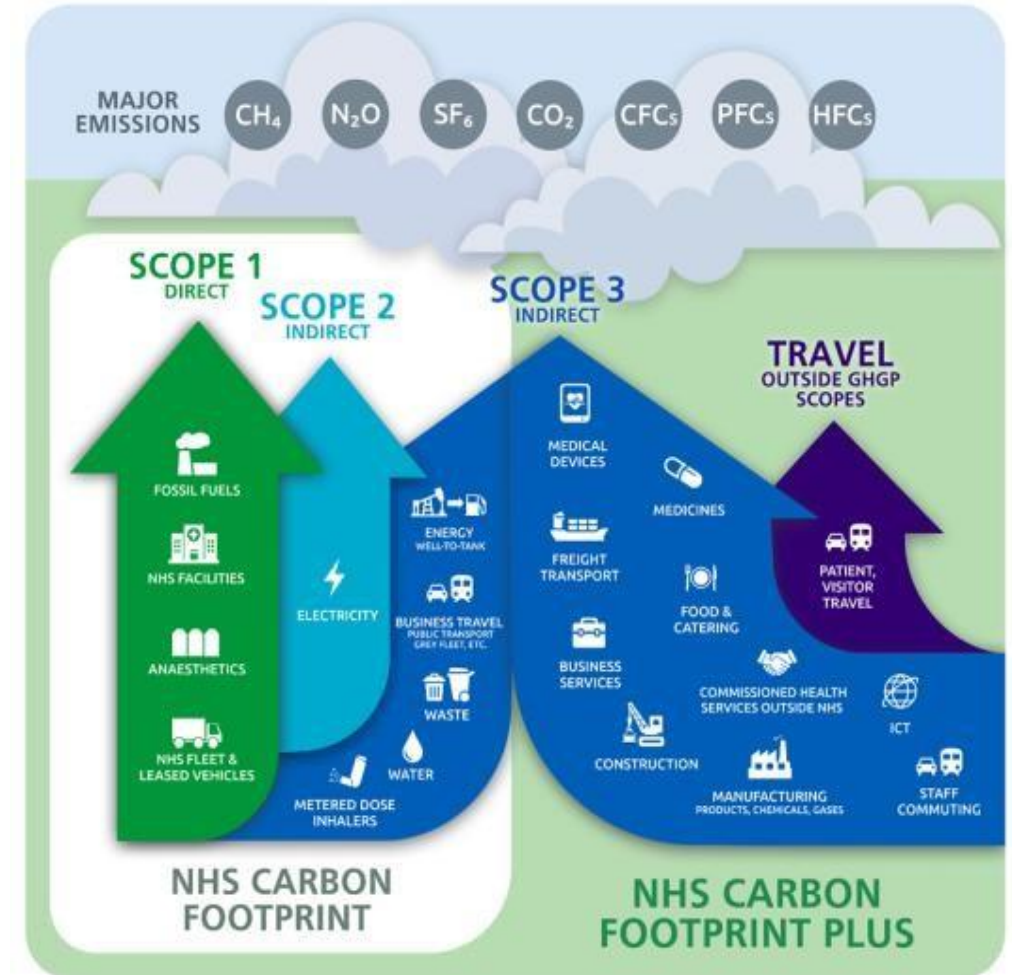 MAJOR
EMISSIONS
CH₄
N₂O
SF₆
CO₂
CFCs
PFCs
HFCs
SCOPE 1
DIRECT
SCOPE 2
INDIRECT
SCOPE 3
INDIRECT
TRAVEL
OUTSIDE GHGP
SCOPES
FOSSIL FUELS
NHS FACILITIES
ANAESTHETICS
NHS FLEET &
LEASED VEHICLES
ELECTRICITY
ENERGY
WELL-TO-TANK
BUSINESS TRAVEL
PUBLIC TRANSPORT
GREY FLEET, ETC.
WASTE
WATER
METERED DOSE
INHALERS
MEDICAL
DEVICES
MEDICINES
FREIGHT
TRANSPORT
FOOD &
CATERING
BUSINESS
SERVICES
COMMISSIONED HEALTH
SERVICES OUTSIDE NHS
CONSTRUCTION
MANUFACTURING
PRODUCTS, CHEMICALS, GASES
ICT
STAFF
COMMUTING
PATIENT,
VISITOR
TRAVEL
NHS CARBON
FOOTPRINT
NHS CARBON
FOOTPRINT PLUS